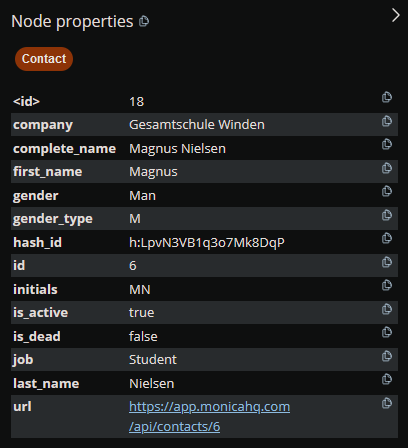 Node properties
Contact
<id> 18
company Gesamtschule Winden
complete_name Magnus Nielsen
first_name Magnus
gender Man
gender_type M
hash_id h:LpvN3VB1q3o7Mk8DqP
id 6
initials MN
is_active true
is_dead false
job Student
last_name Nielsen
url https://app.monicahq.com
/api/contacts/6